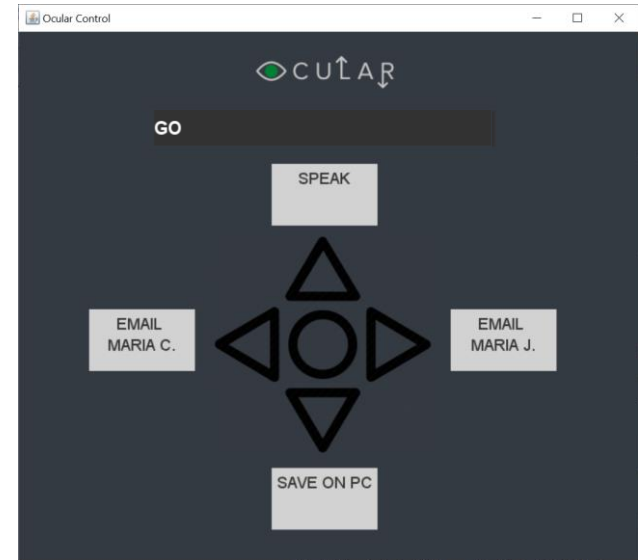 Ocular Control
OCULAR
GO
SPEAK
EMAIL
MARIA C.
EMAIL
MARIA J.
SAVE ON PC